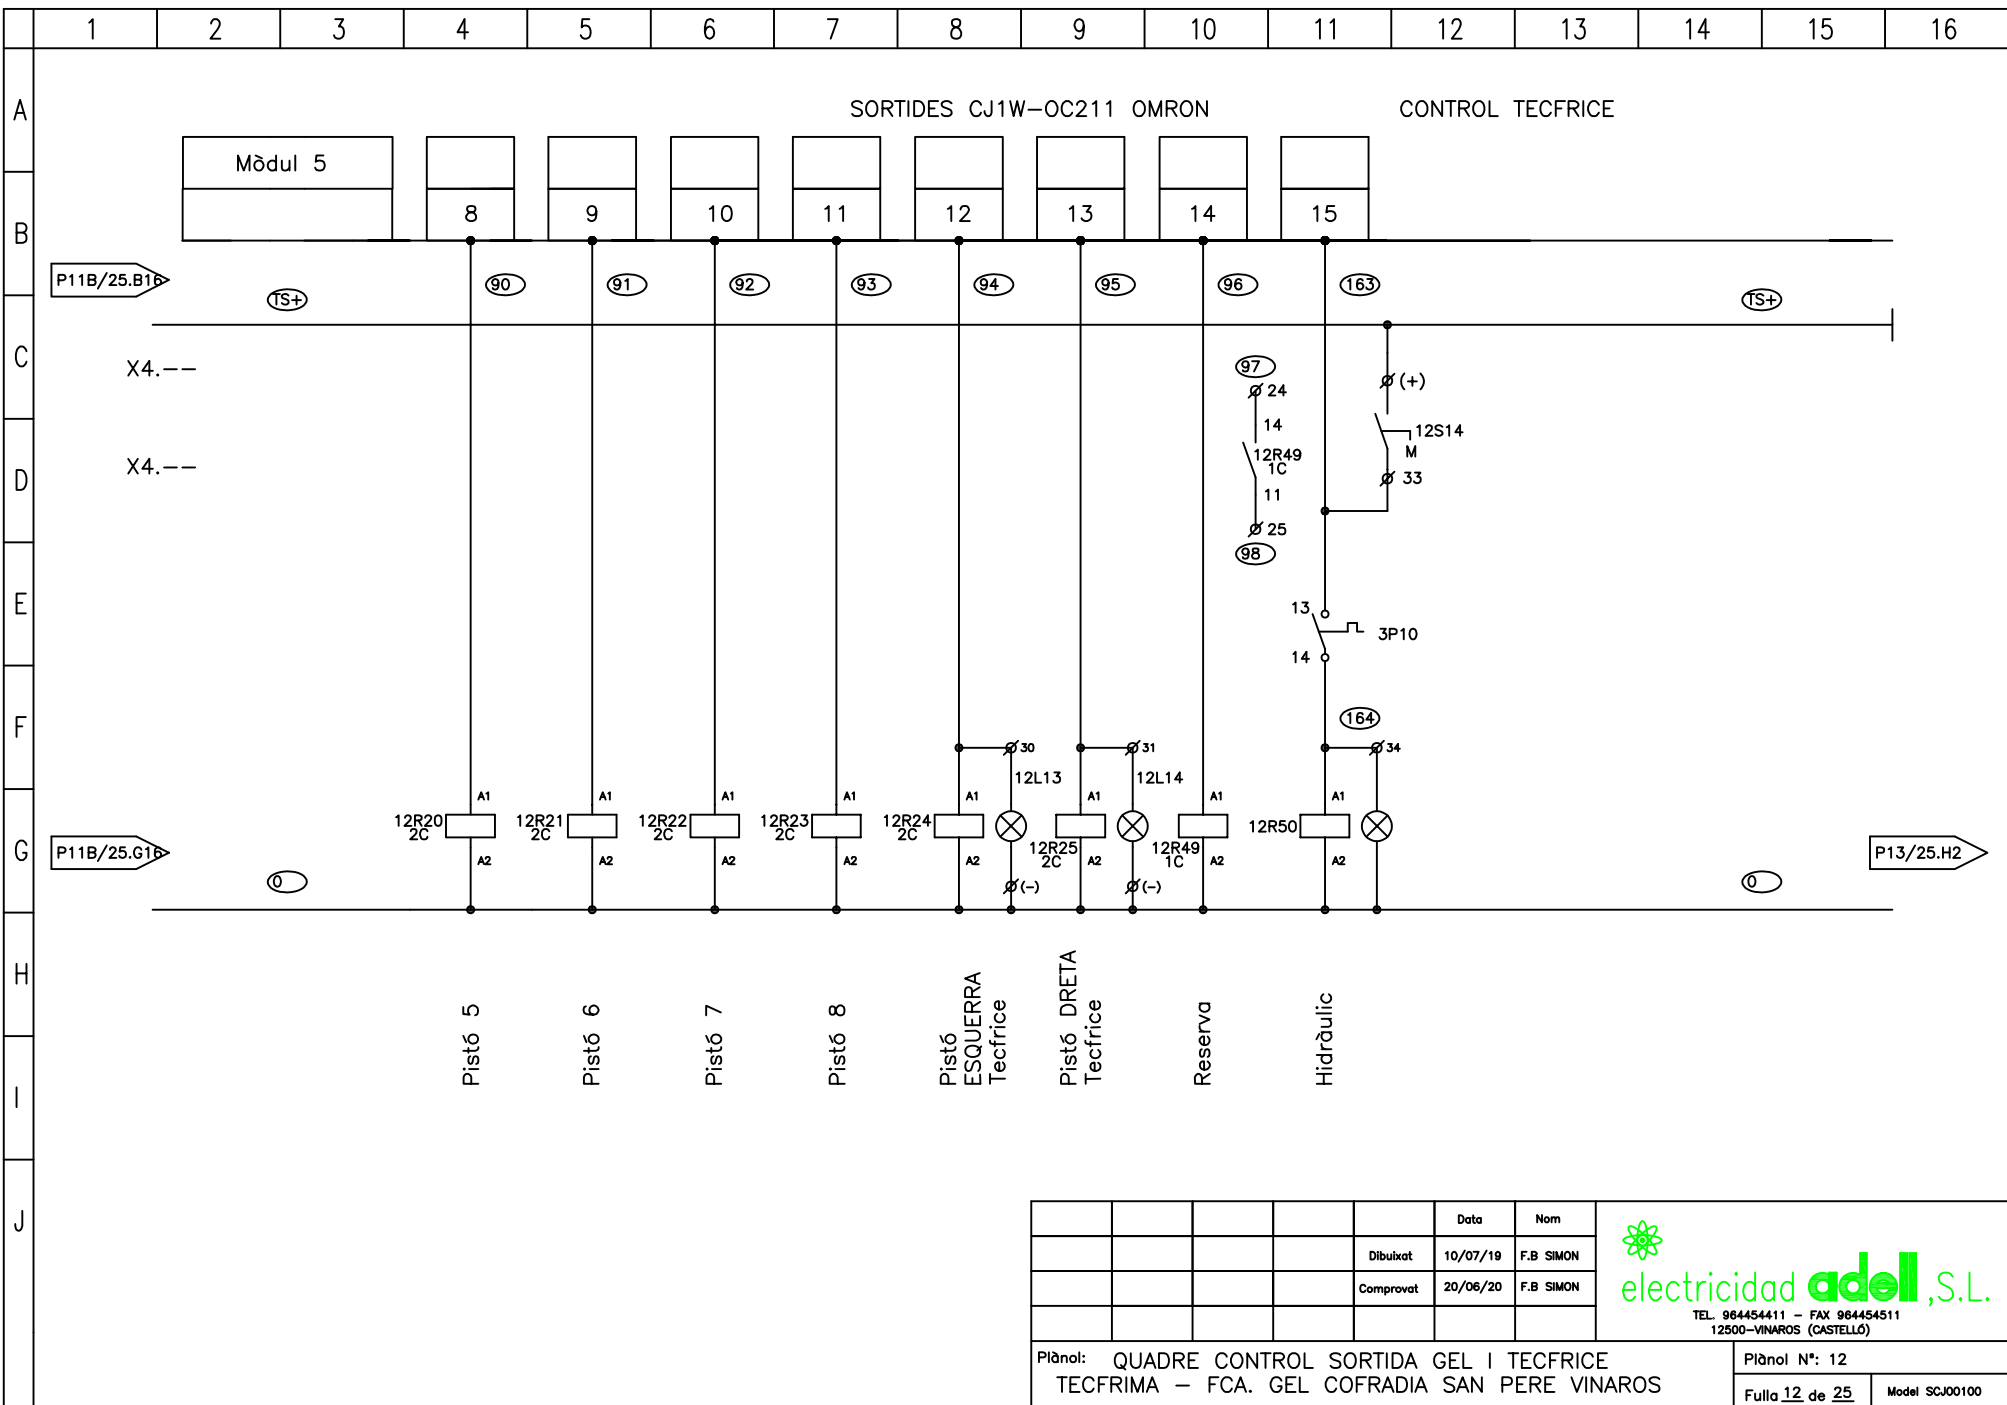 1 2 3 4 5 6 7 8 9 10 11 12 13 14 15 16
A
SORTIDES CJ1W-OC211 OMRON
CONTROL TECFRICE
Mòdul 5
B
8 9 10 11 12 13 14 15
P11B/25.B16
90 91 92 93 94 95 96 163
TS+
TS+
C
X4.--
97
24
(+)
14
12S14
M
12R49
1C
D
X4.--
33
11
25
98
E
13
3P10
14
F
164
30
31
34
12L13
12L14
A1 A1 A1 A1 A1 A1 A1 A1
G
12R20
2C
12R21
2C
12R22
2C
12R23
2C
12R24
2C
12R25
2C
12R49
1C
12R50
A2 A2 A2 A2 A2 A2 A2 A2
P11B/25.G16
P13/25.H2
0
(-)
(-)
0
H
Pistó 5
Pistó 6
Pistó 7
Pistó 8
Pistó
ESQUERRA
Tecfrice
Pistó DRETA
Tecfrice
Reserva
Hidràulic
I
J
Data Nom
Dibuixat 10/07/19 F.B SIMON
Comprovat 20/06/20 F.B SIMON
electricidad adell ,S.L.
TEL. 964454411 - FAX 964454511
12500-VINAROS (CASTELLÓ)
Plànol: QUADRE CONTROL SORTIDA GEL I TECFRICE
TECFRIMA - FCA. GEL COFRADIA SAN PERE VINAROS
Plànol Nº: 12
Fulla 12 de 25
Model SCJ00100